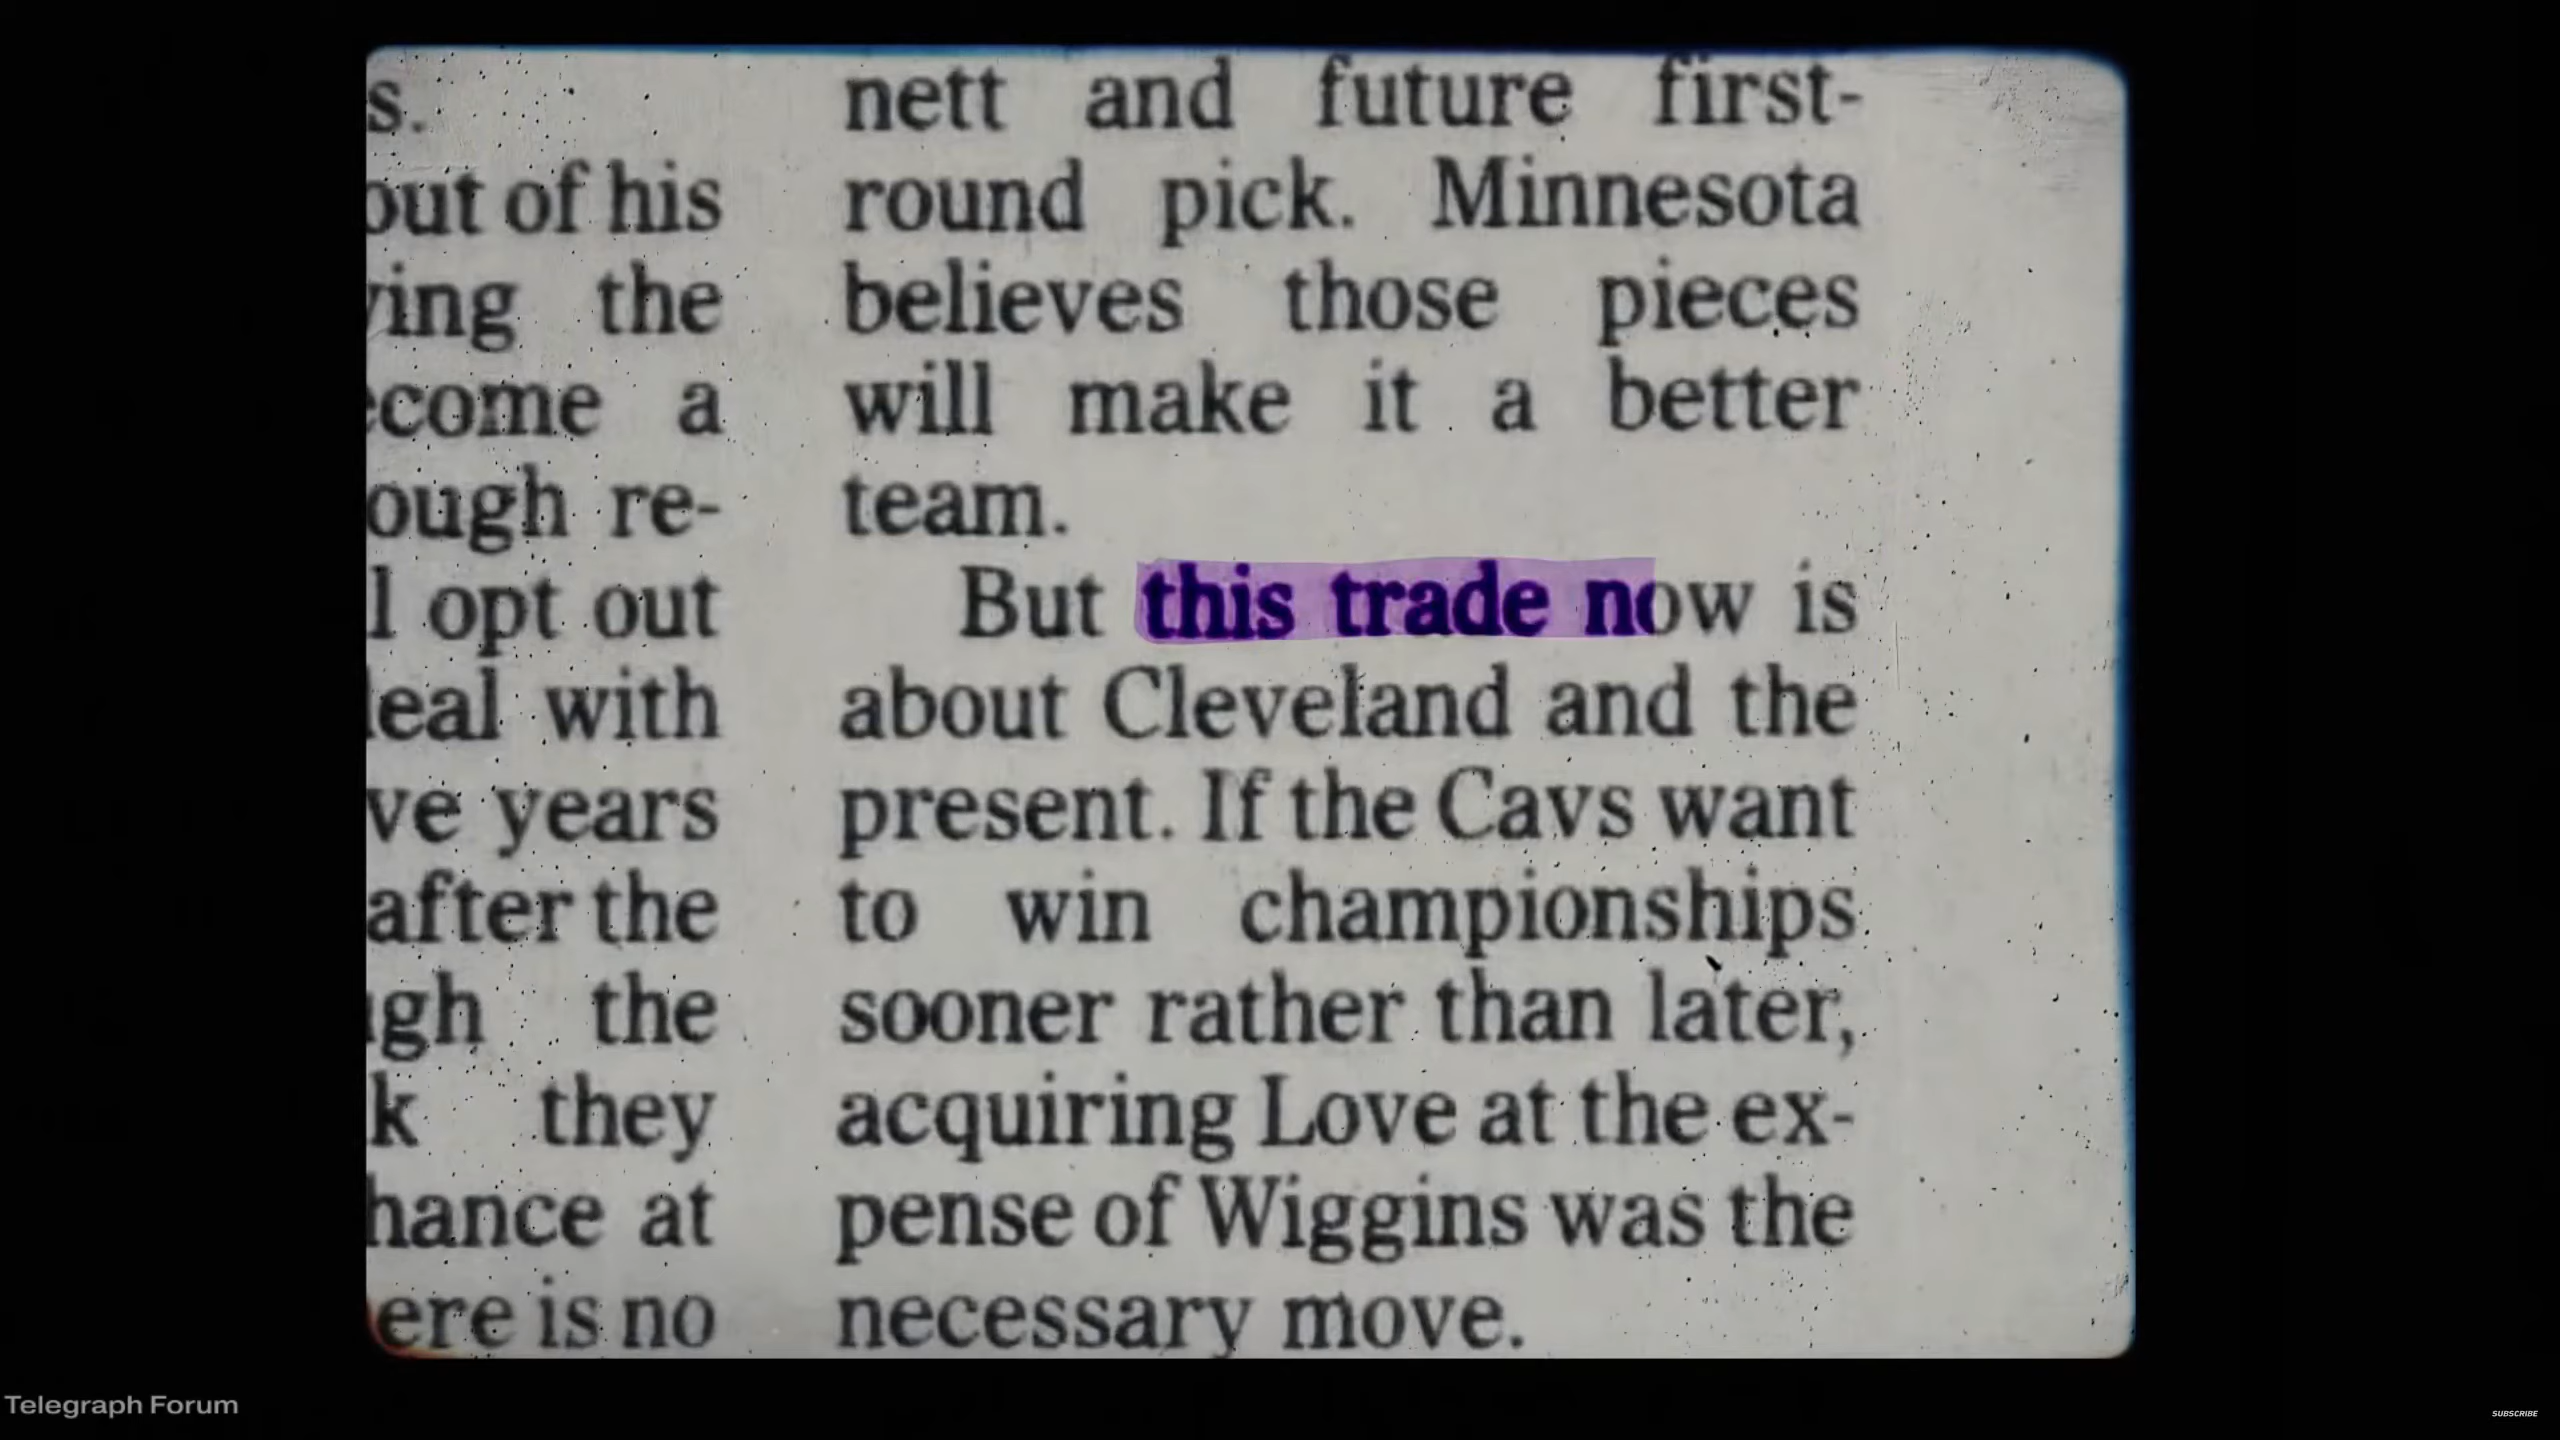 s.
out of his
ving the
ecome a
ough re-
l opt out
leal with
ve years
after the
igh the
k they
hance at
ere is no
nett and future first-
round pick. Minnesota
believes those pieces
will make it a better
team.
But this trade now is
about Cleveland and the
present. If the Cavs want
to win championships
sooner rather than later,
acquiring Love at the ex-
pense of Wiggins was the
necessary move.
Telegraph Forum
SUBSCRIBE